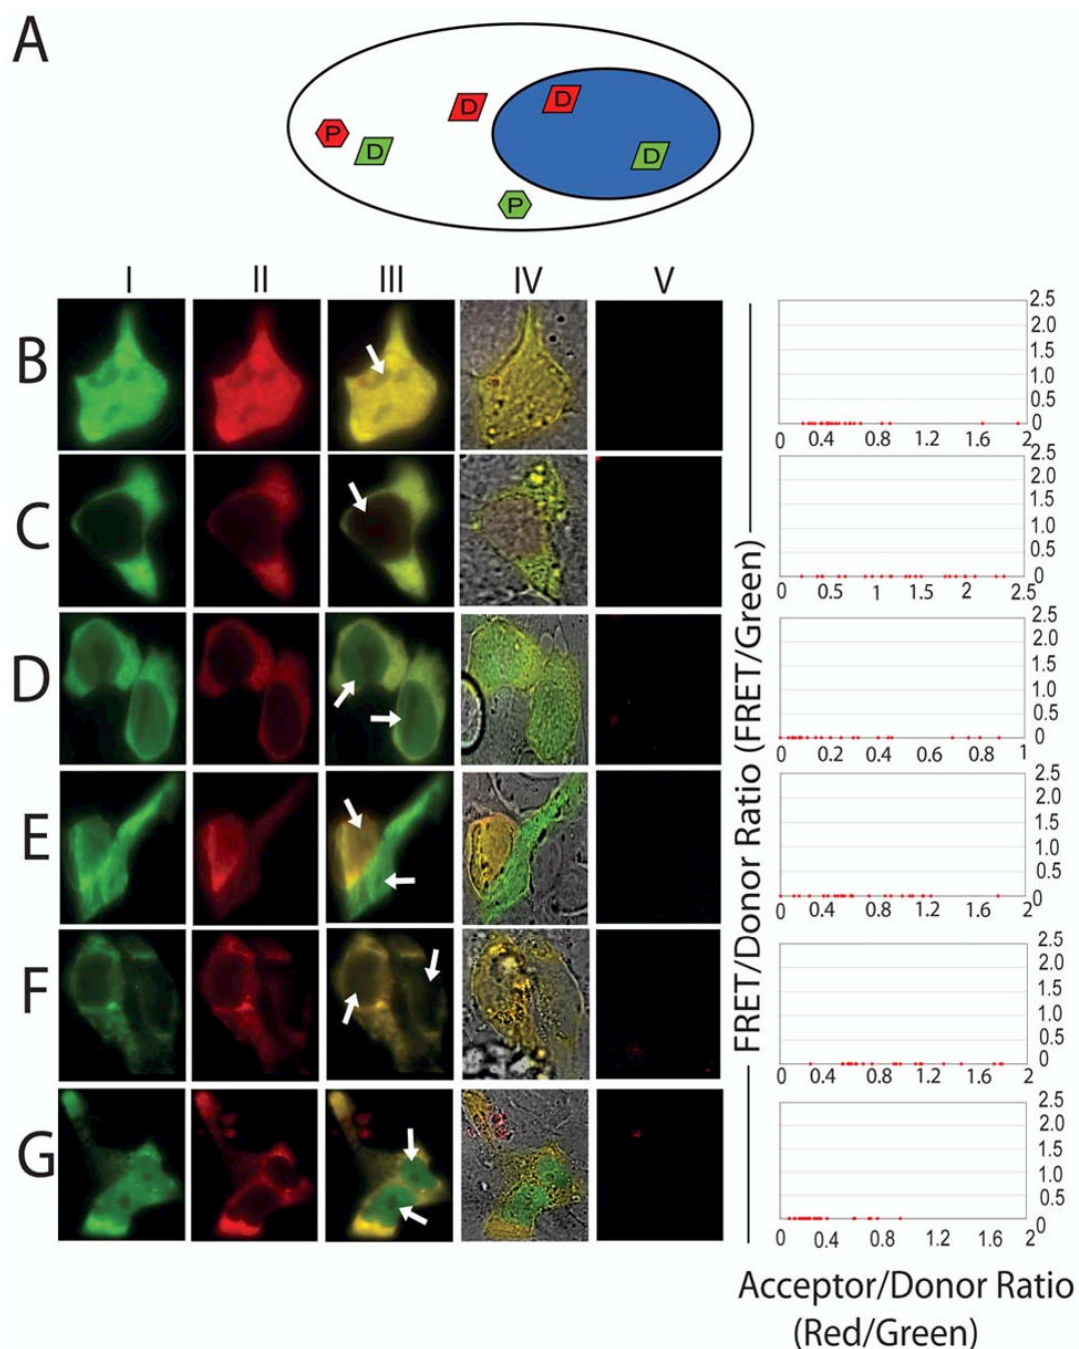 A
D
D
P
D
D
P
I II III IV V
B
C
D
E
F
G
FRET/Donor Ratio (FRET/Green)
2.5
2.0
1.5
1.0
0.5
0
0 0.4 0.8 1.2 1.6 2
2.5
2.0
1.5
1.0
0.5
0
0 0.5 1 1.5 2 2.5
2.5
2.0
1.5
1.0
0.5
0
0 0.2 0.4 0.6 0.8 1
2.5
2.0
1.5
1.0
0.5
0
0 0.4 0.8 1.2 1.6 2
2.5
2.0
1.5
1.0
0.5
0
0 0.4 0.8 1.2 1.6 2
2.5
2.0
1.5
1.0
0.5
0
0 0.4 0.8 1.2 1.6 2
Acceptor/Donor Ratio
(Red/Green)